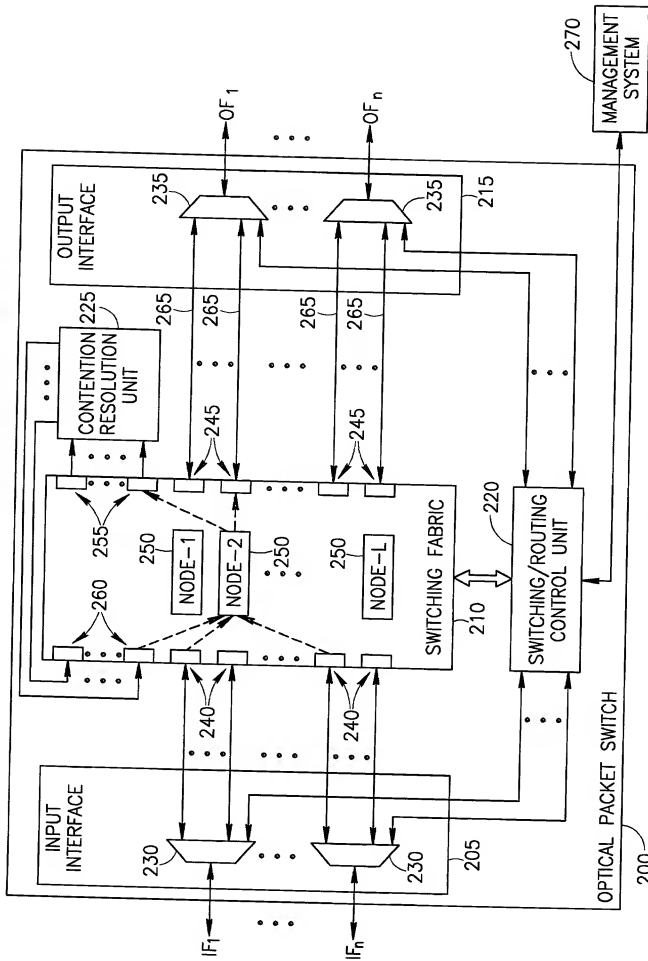 270
MANAGEMENT
SYSTEM
OF1
OFn
OUTPUT
INTERFACE
235
235
215
225
CONTENTION
RESOLUTION
UNIT
265
265
265
265
255
245
245
260
250
NODE-1
NODE-2
250
250
NODE-L
SWITCHING FABRIC
210
220
SWITCHING/ROUTING
CONTROL UNIT
240
240
INPUT
INTERFACE
230
230
205
IF1
IFn
OPTICAL PACKET SWITCH
200